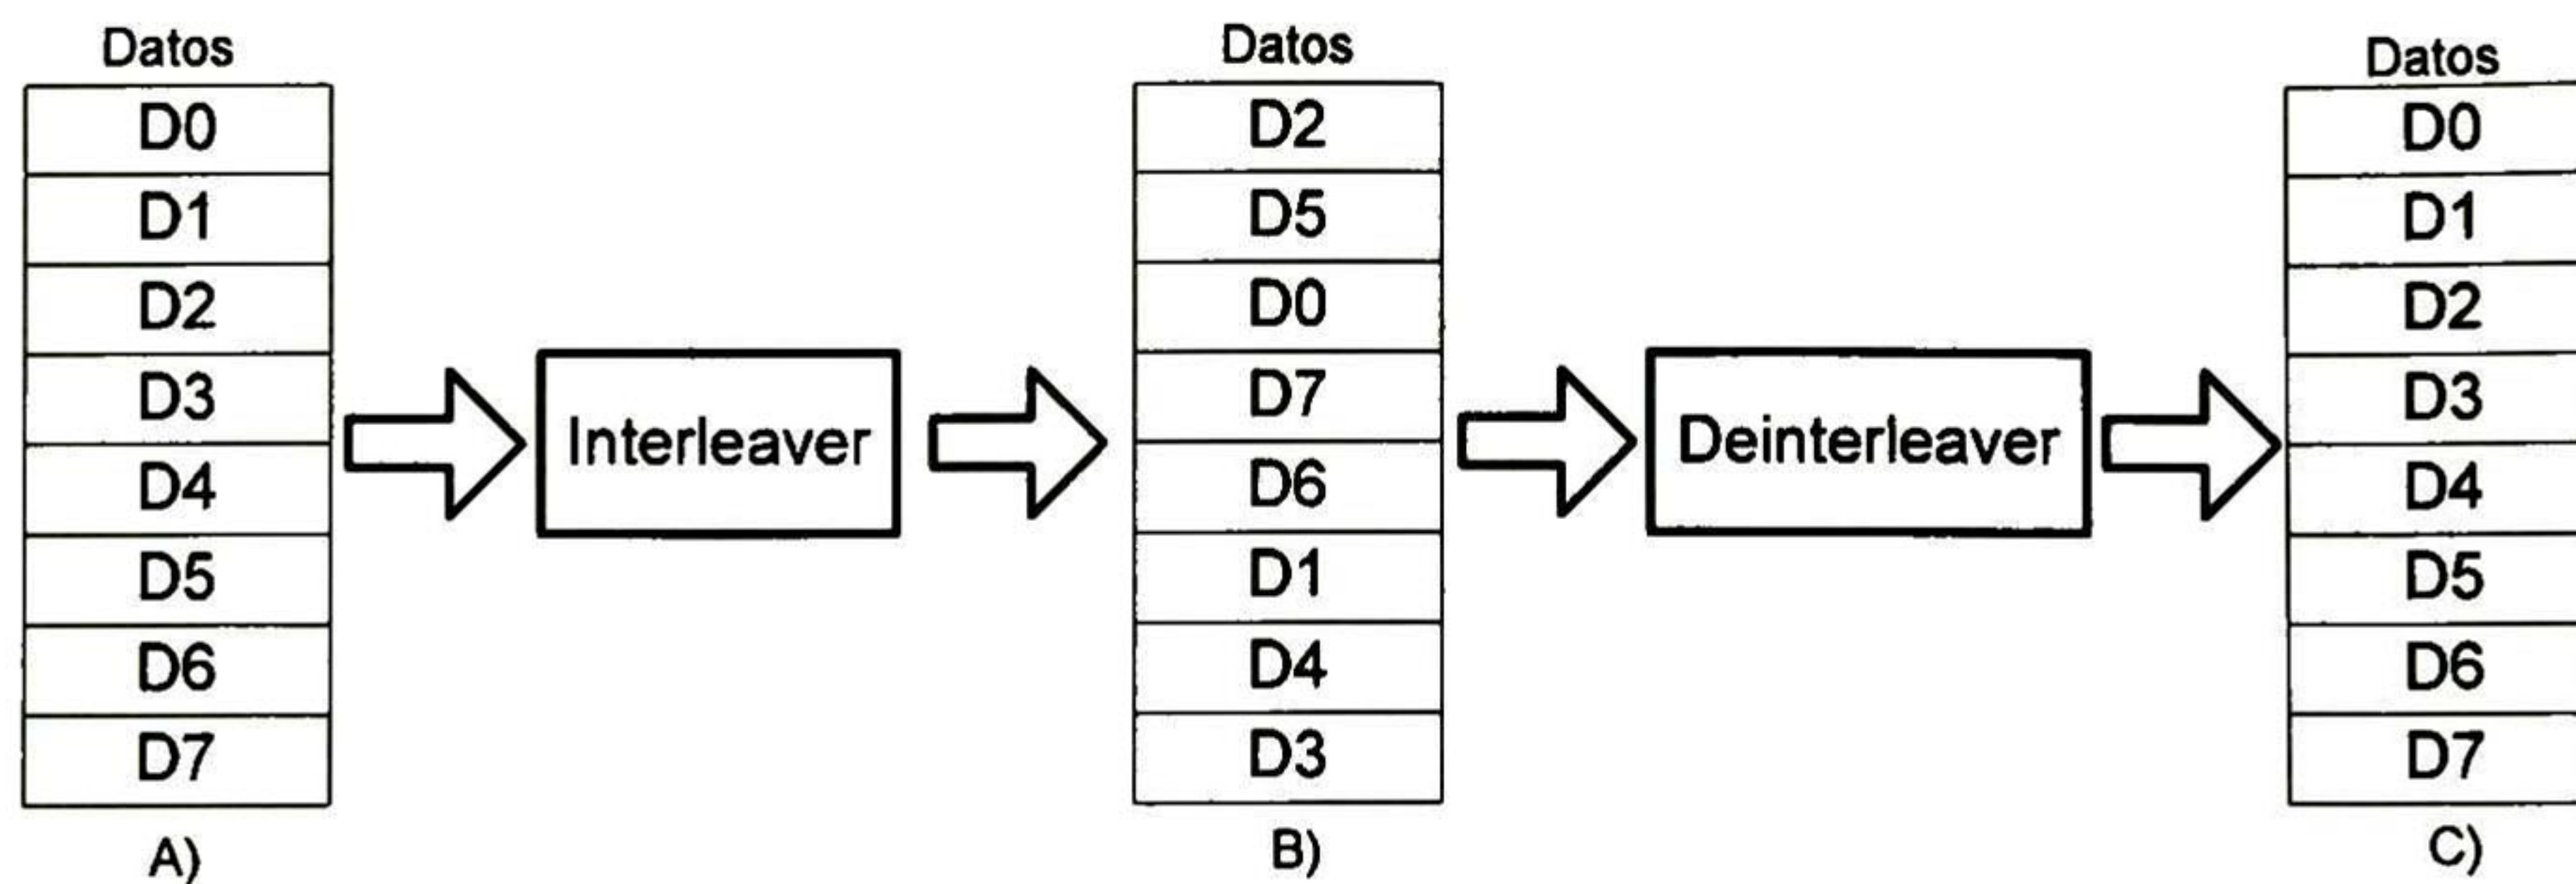 Datos
D0
D1
D2
D3
D4
D5
D6
D7
A)
Interleaver
Datos
D2
D5
D0
D7
D6
D1
D4
D3
B)
Deinterleaver
Datos
D0
D1
D2
D3
D4
D5
D6
D7
C)